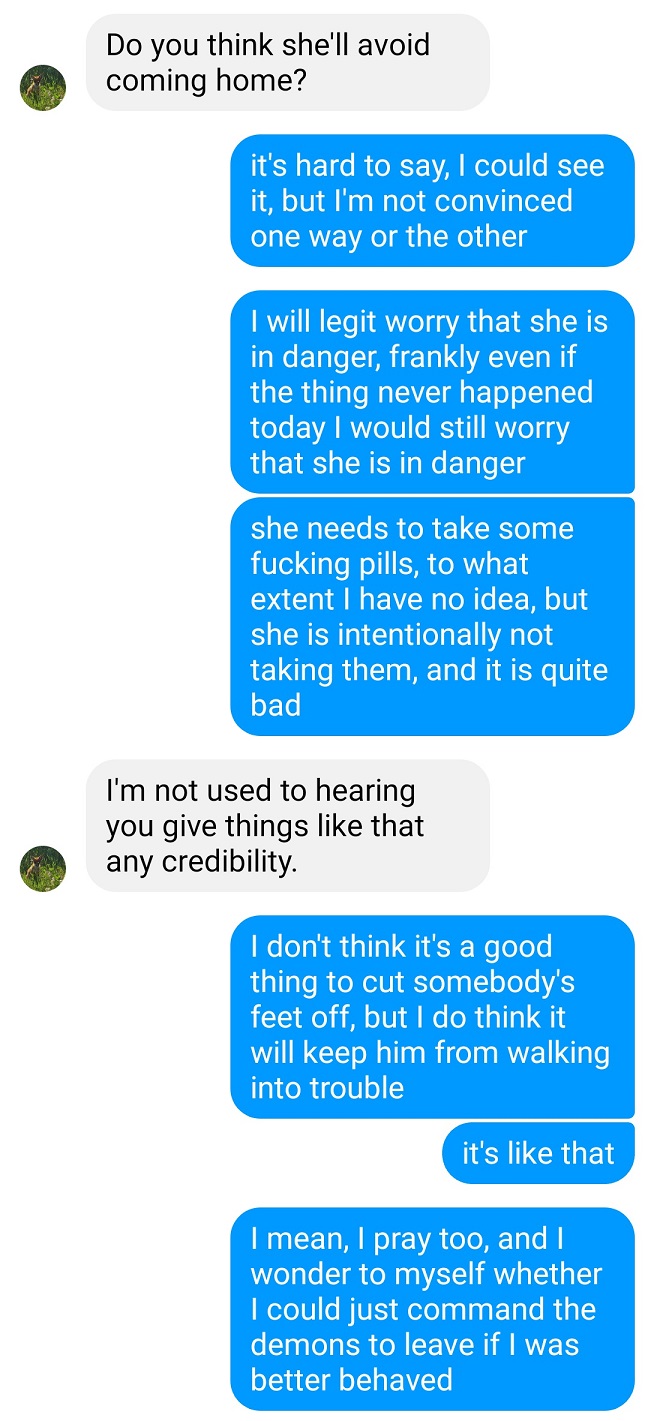 Do you think she'll avoid
coming home?
it's hard to say, I could see
it, but I'm not convinced
one way or the other
I will legit worry that she is
in danger, frankly even if
the thing never happened
today I would still worry
that she is in danger
she needs to take some
fucking pills, to what
extent I have no idea, but
she is intentionally not
taking them, and it is quite
bad
I'm not used to hearing
you give things like that
any credibility.
I don't think it's a good
thing to cut somebody's
feet off, but I do think it
will keep him from walking
into trouble
it's like that
I mean, I pray too, and I
wonder to myself whether
I could just command the
demons to leave if I was
better behaved